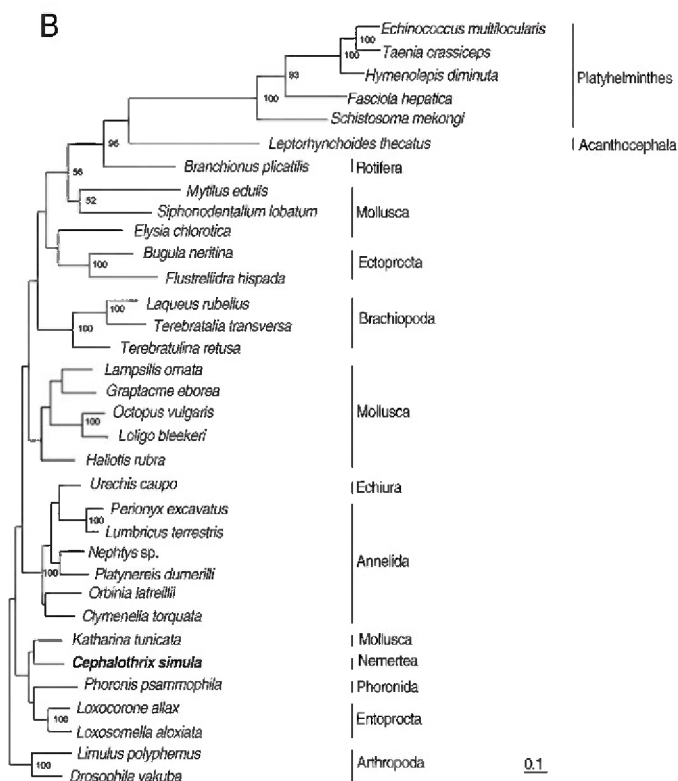 B
Echinococcus multilocularis
100
Taenia crassiceps
100
Platyhelminthes
Hymenolepis diminuta
93
Fasciola hepatica
100
Schistosoma mekongi
Leptorhynchoides thecatus
Acanthocephala
96
Branchionus plicatilis
Rotifera
56
Mytilus edulis
52
Siphonodentalium lobatum
Mollusca
Elysia chlorotica
Bugula neritina
100
Ectoprocta
Flustrellidra hispada
Laqueus rubellus
100
Brachiopoda
Terebratalia transversa
100
Terebratulina retusa
Lampsilis ornata
Graptacme eborea
Octopus vulgaris
Mollusca
100
Loligo bleekeri
Haliotis rubra
Urechis caupo
Echiura
Perionyx excavatus
100
Lumbricus terrestris
Nephtys sp.
Annelida
100
Platynereis dumerilli
Orbinia latreillii
Clymenella torquata
Katharina tunicata
Mollusca
Cephalothrix simula
Nemertea
Phoronis psammophila
Phoronida
Loxocorone allax
100
Entoprocta
Loxosomella aloxiata
Limulus polyphemus
100
Arthropoda
0.1
Drosophila yakuba